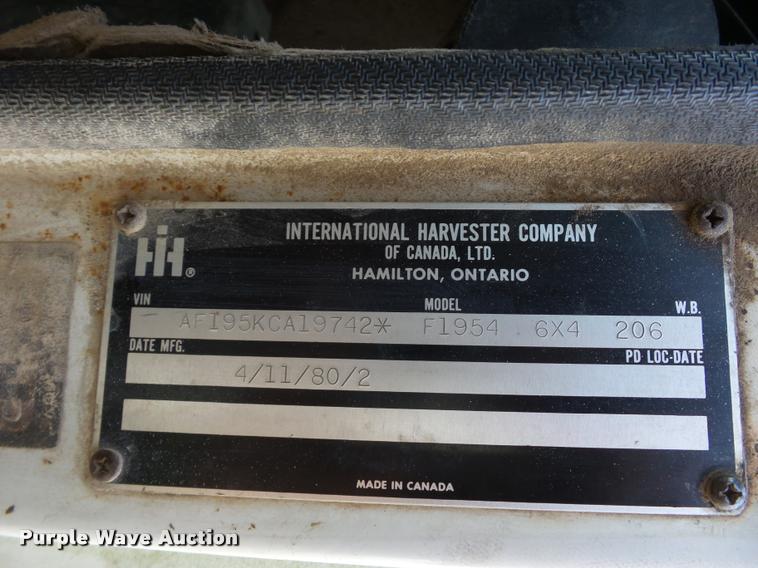 IH ®
INTERNATIONAL HARVESTER COMPANY
OF CANADA, LTD.
HAMILTON, ONTARIO
VIN MODEL W.B.
AF195KCA19742* F1954 6X4 206
DATE MFG. PD LOC-DATE
4/11/80/2
MADE IN CANADA
Purple Wave Auction